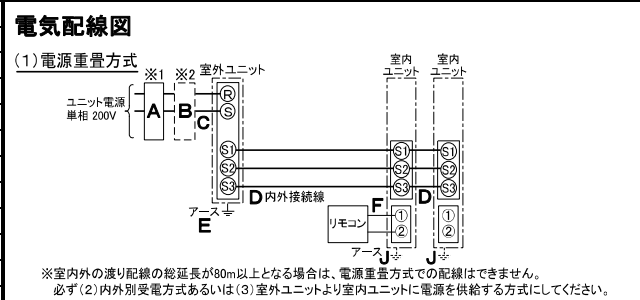 電気配線図
(1)電源重畳方式
※1 ※2 室外ユニット 室内 ユニット 室内 ユニット
ユニット電源
単相 200V
A B C R S
S1 S1 S1
S2 S2 S2
S3 S3 S3
D 内外接続線 D
アース E
リモコン F ① ② ① ②
アース J J
※室内外の渡り配線の総延長が80m以上となる場合は、電源重畳方式での配線はできません。
必ず(2)内外別受電方式あるいは(3)室外ユニットより室内ユニットに電源を供給する方式にしてください。